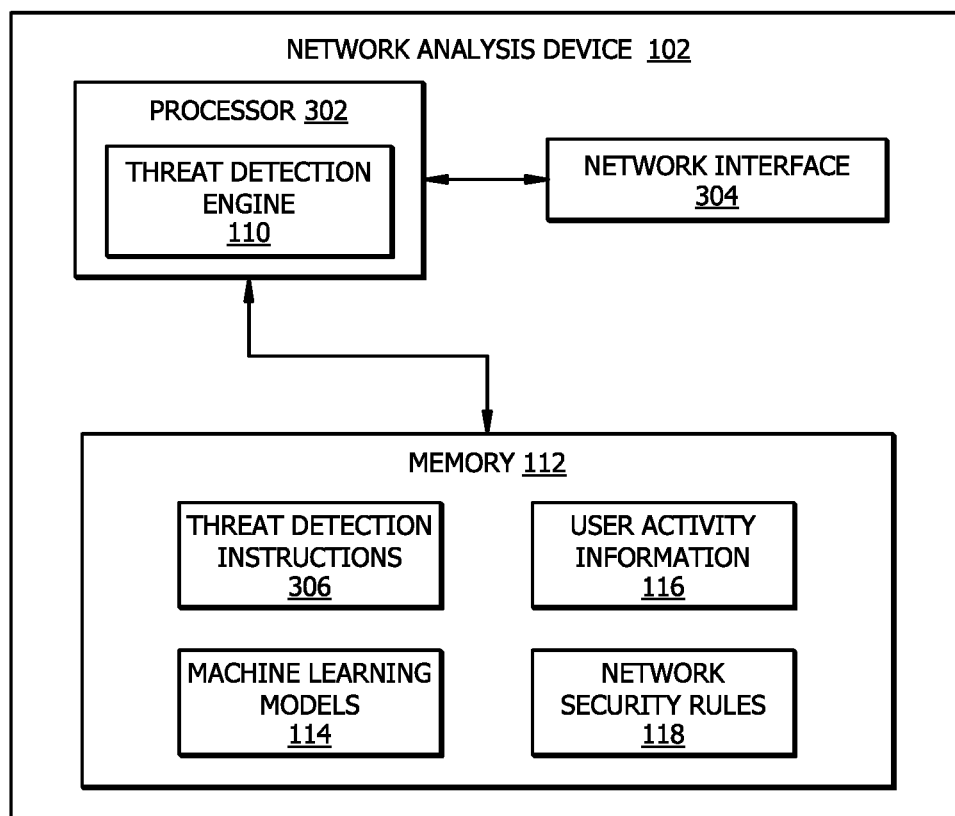 NETWORK ANALYSIS DEVICE 102
PROCESSOR 302
THREAT DETECTION
ENGINE
110
NETWORK INTERFACE
304
MEMORY 112
THREAT DETECTION
INSTRUCTIONS
306
USER ACTIVITY
INFORMATION
116
MACHINE LEARNING
MODELS
114
NETWORK
SECURITY RULES
118